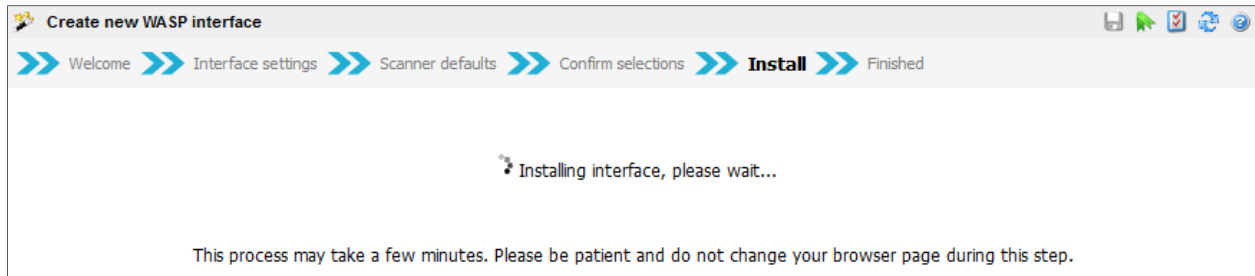 Create new WASP interface
Welcome Interface settings Scanner defaults Confirm selections Install Finished
Installing interface, please wait...
This process may take a few minutes. Please be patient and do not change your browser page during this step.